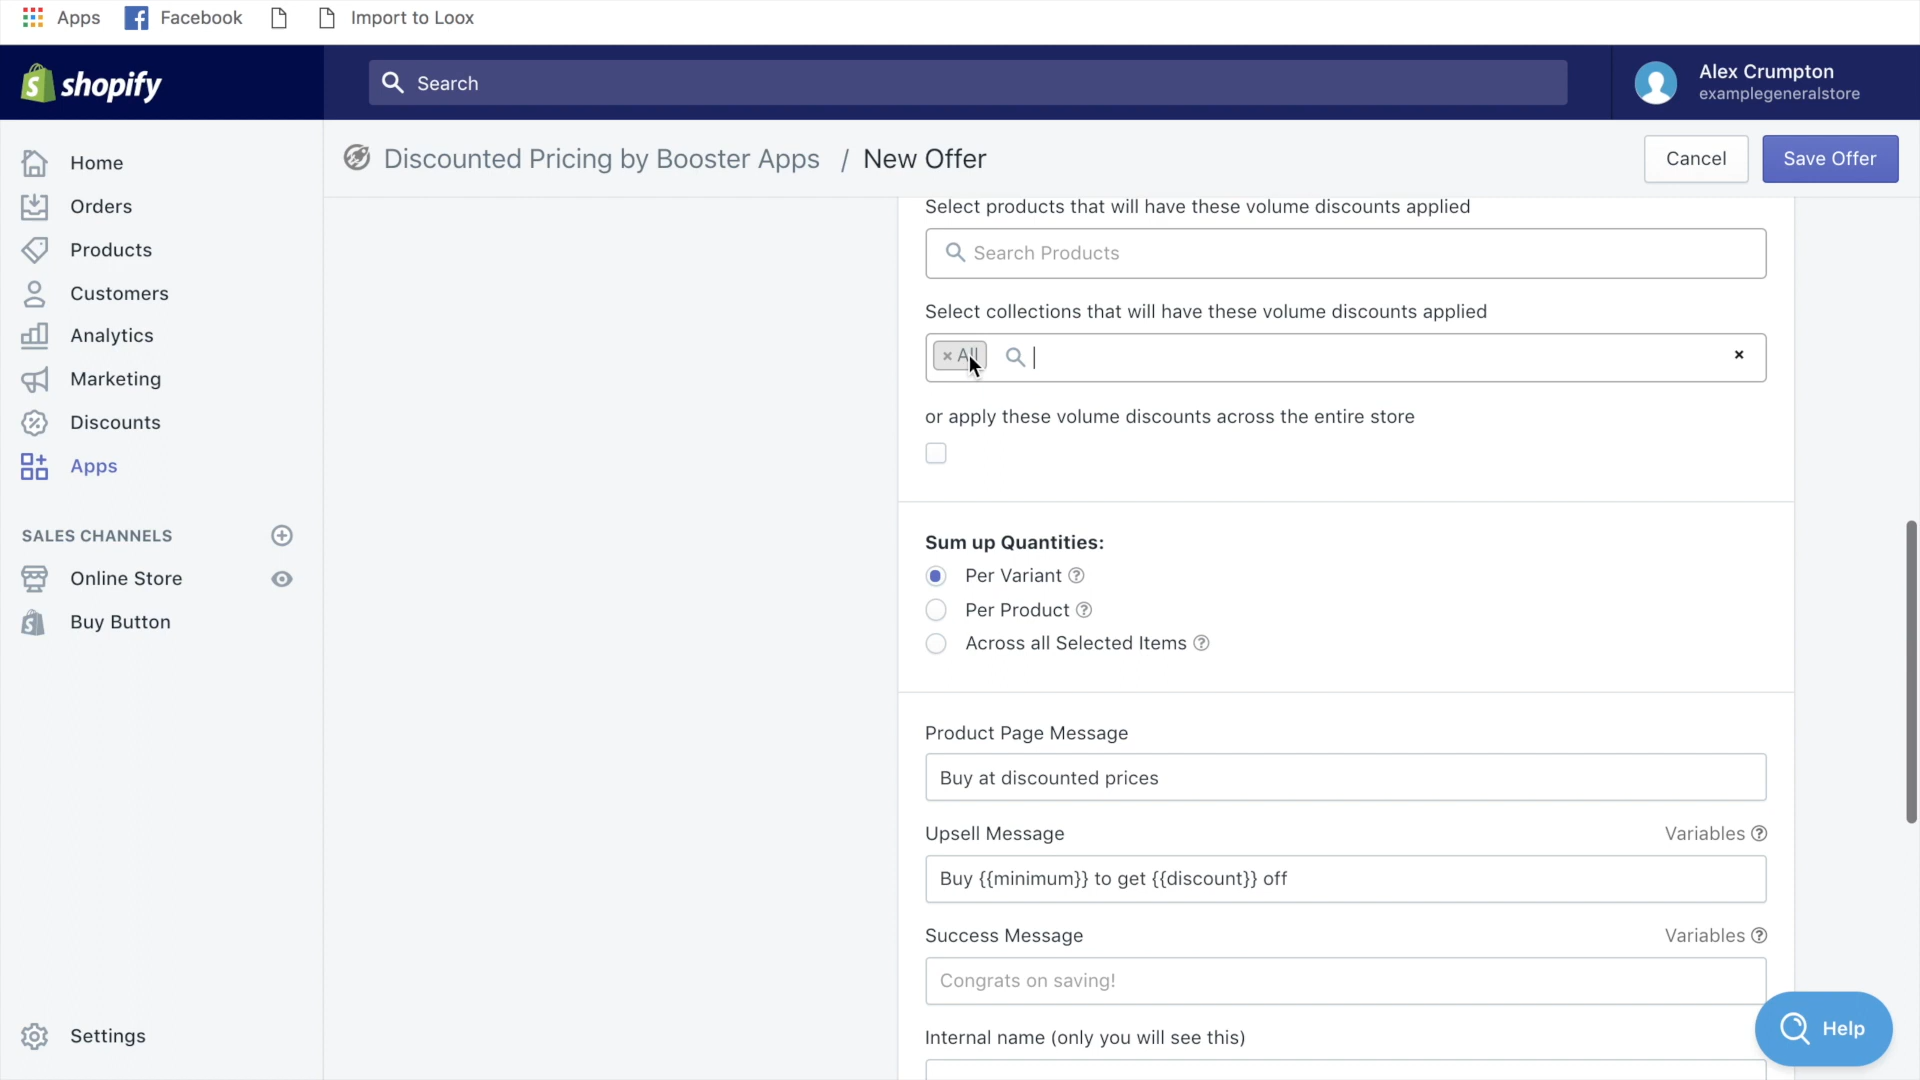 Apps
Facebook
Import to Loox
shopify
Search
Alex Crumpton
examplegeneralstore
Discounted Pricing by Booster Apps / New Offer
Cancel
Save Offer
Home
Orders
Products
Customers
Analytics
Marketing
Discounts
Apps
SALES CHANNELS
Online Store
Buy Button
Settings
Select products that will have these volume discounts applied
Search Products
Select collections that will have these volume discounts applied
× All
×
or apply these volume discounts across the entire store
Sum up Quantities:
Per Variant
Per Product
Across all Selected Items
Product Page Message
Buy at discounted prices
Upsell Message
Variables
Buy {{minimum}} to get {{discount}} off
Success Message
Variables
Congrats on saving!
Internal name (only you will see this)
Help